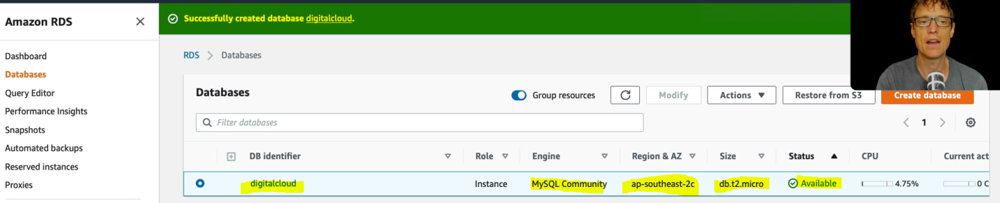 Amazon RDS
Successfully created database digitalcloud.
Dashboard
Databases
Query Editor
Performance Insights
Snapshots
Automated backups
Reserved instances
Proxies
RDS > Databases
Databases
Group resources
Modify
Actions
Restore from S3
Create database
Filter databases
1
DB identifier Role Engine Region & AZ Size Status CPU Current act
digitalcloud Instance MySQL Community ap-southeast-2c db.t2.micro Available 4.75% 0 C